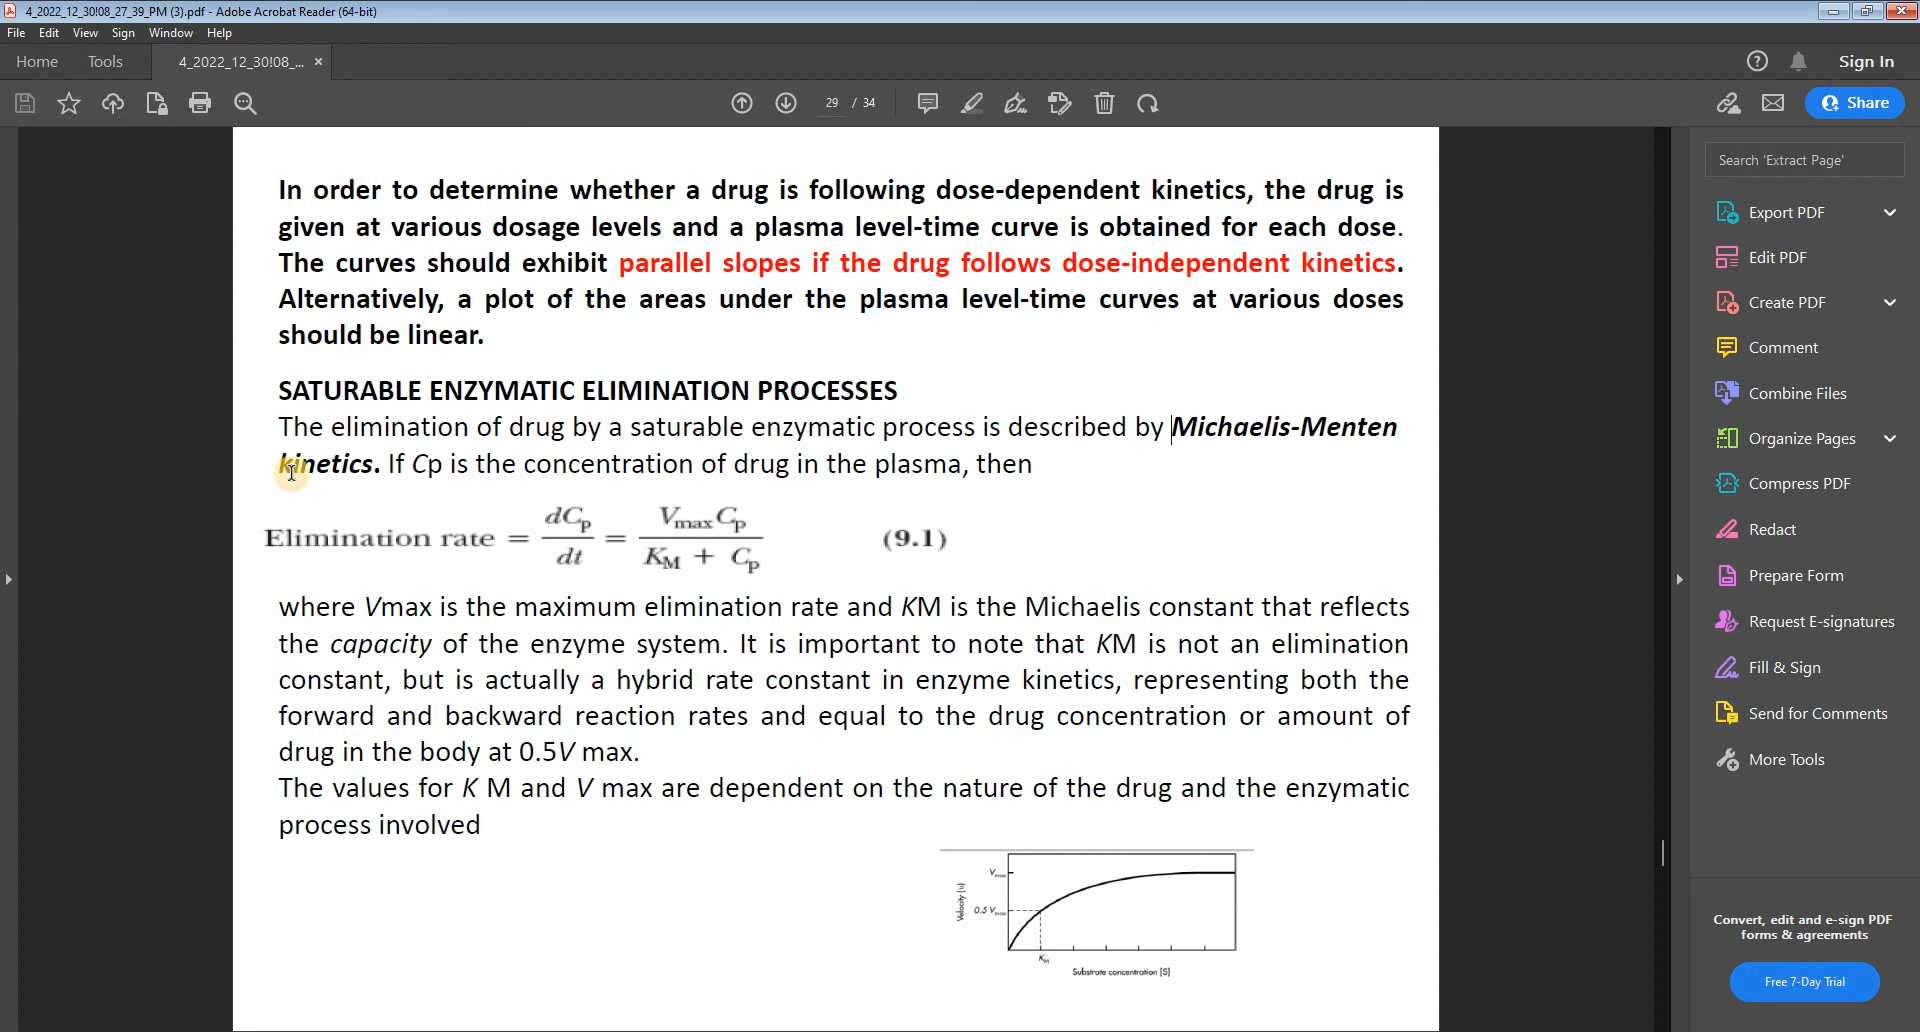 4_2022_12_30!08_27_39_PM (3).pdf - Adobe Acrobat Reader (64-bit)
File Edit View Sign Window Help
Home Tools 4_2022_12_30!08_... × Sign In
29 / 34 Share
In order to determine whether a drug is following dose-dependent kinetics, the drug is
given at various dosage levels and a plasma level-time curve is obtained for each dose.
The curves should exhibit parallel slopes if the drug follows dose-independent kinetics.
Alternatively, a plot of the areas under the plasma level-time curves at various doses
should be linear.
SATURABLE ENZYMATIC ELIMINATION PROCESSES
The elimination of drug by a saturable enzymatic process is described by Michaelis-Menten
kinetics. If Cp is the concentration of drug in the plasma, then
Elimination rate = dCp/dt = Vmax Cp / KM + Cp (9.1)
where Vmax is the maximum elimination rate and KM is the Michaelis constant that reflects
the capacity of the enzyme system. It is important to note that KM is not an elimination
constant, but is actually a hybrid rate constant in enzyme kinetics, representing both the
forward and backward reaction rates and equal to the drug concentration or amount of
drug in the body at 0.5V max.
The values for K M and V max are dependent on the nature of the drug and the enzymatic
process involved
Vmax
0.5 Vmax
Velocity (υ)
KM
Substrate concentration [S]
Search 'Extract Page'
Export PDF
Edit PDF
Create PDF
Comment
Combine Files
Organize Pages
Compress PDF
Redact
Prepare Form
Request E-signatures
Fill & Sign
Send for Comments
More Tools
Convert, edit and e-sign PDF
forms & agreements
Free 7-Day Trial